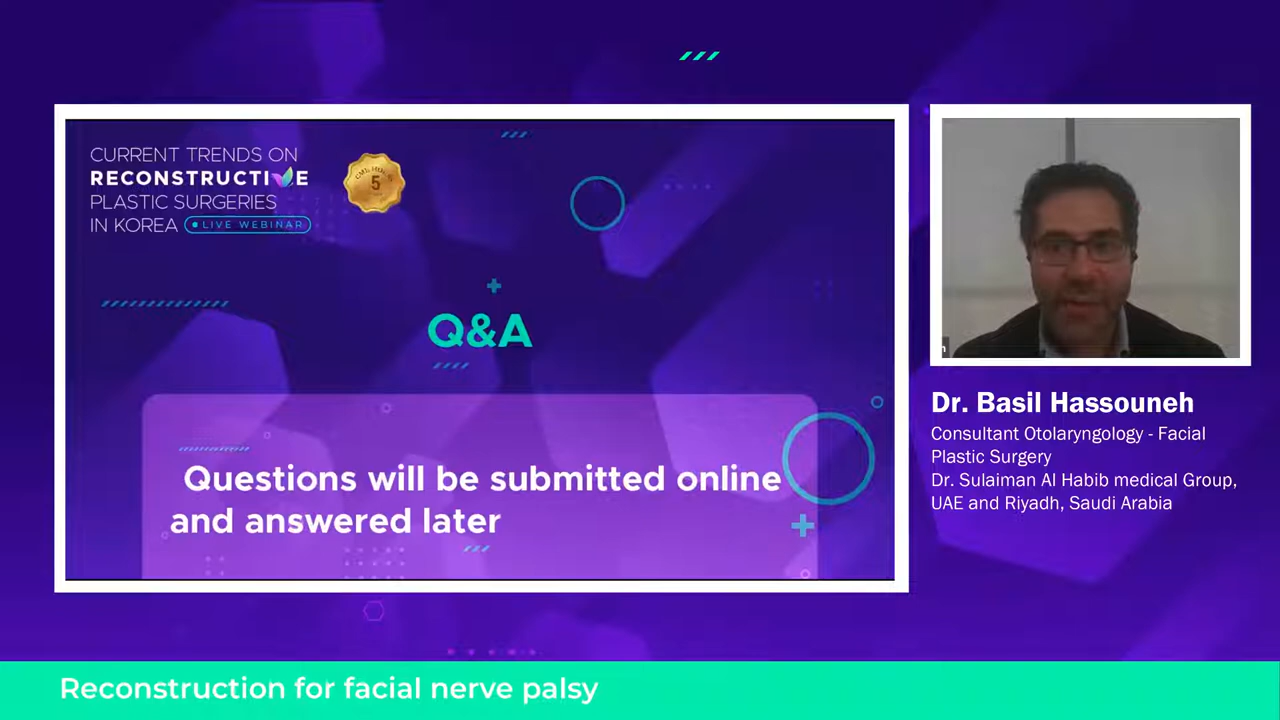 CURRENT TRENDS ON
RECONSTRUCTIVE
PLASTIC SURGERIES
IN KOREA LIVE WEBINAR
CME HOURS
5
Q&A
Questions will be submitted online
and answered later
n
Dr. Basil Hassouneh
Consultant Otolaryngology - Facial
Plastic Surgery
Dr. Sulaiman Al Habib medical Group,
UAE and Riyadh, Saudi Arabia
Reconstruction for facial nerve palsy